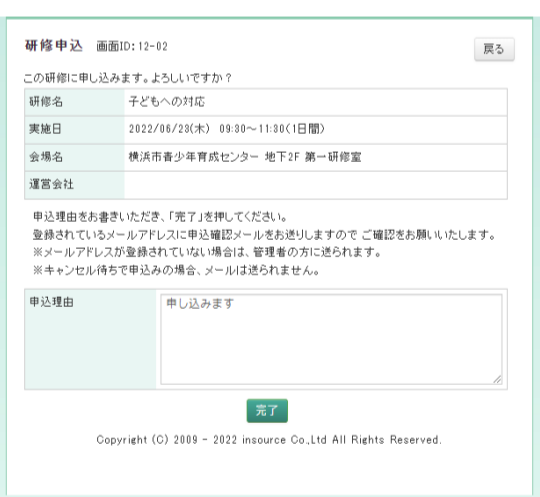 研修申込 画面ID:12-02
戻る
この研修に申し込みます。よろしいですか？
研修名 子どもへの対応
実施日 2022/06/23(木) 09:30～11:30(1日間)
会場名 横浜市青少年育成センター 地下2F 第一研修室
運営会社
申込理由をお書きいただき、「完了」を押してください。
登録されているメールアドレスに申込確認メールをお送りしますので ご確認をお願いいたします。
※メールアドレスが登録されていない場合は、管理者の方に送られます。
※キャンセル待ちで申込みの場合、メールは送られません。
申込理由 申し込みます
完了
Copyright (C) 2009 - 2022 insource Co.,Ltd All Rights Reserved.